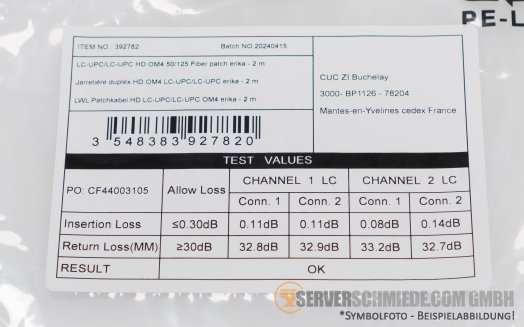 PE-L
ITEM NO : 392782 Batch NO.20240415
LC-UPC/LC-UPC HD OM4 50/125 Fiber patch erika - 2 m
Jarretière duplex HD OM4 LC-UPC/LC-UPC erika - 2 m
LWL Patchkabel HD LC-UPC/LC-UPC OM4 erika - 2 m
CUC ZI Buchelay
3000- BP1126 - 78204
Mantes-en-Yvelines cedex France
3 548383 927820
TEST VALUES
PO: CF44003105 Allow Loss CHANNEL 1 LC CHANNEL 2 LC
Conn. 1 Conn. 2 Conn. 1 Conn. 2
Insertion Loss ≤0.30dB 0.11dB 0.11dB 0.08dB 0.14dB
Return Loss(MM) ≥30dB 32.8dB 32.9dB 33.2dB 32.7dB
RESULT OK
SERVERSCHMIEDE.COM GMBH
*SYMBOLFOTO - BEISPIELABBILDUNG!